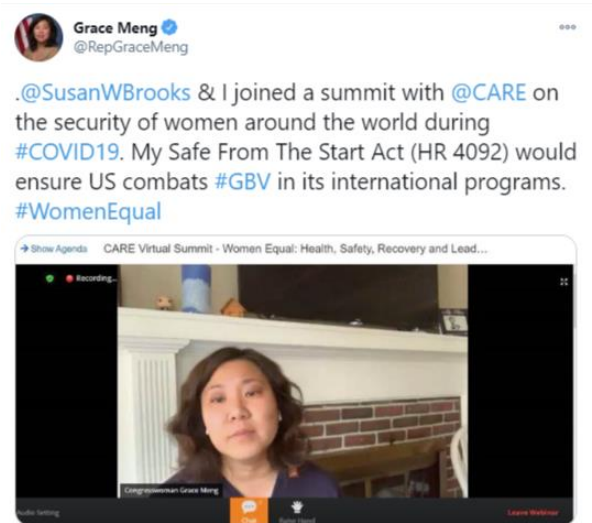 Grace Meng
@RepGraceMeng
.@SusanWBrooks & I joined a summit with @CARE on
the security of women around the world during
#COVID19. My Safe From The Start Act (HR 4092) would
ensure US combats #GBV in its international programs.
#WomenEqual
Show Agenda CARE Virtual Summit - Women Equal: Health, Safety, Recovery and Lead...
Recording...
Congresswoman Grace Meng
Audio Setting Chat Raise Hand Leave Webinar